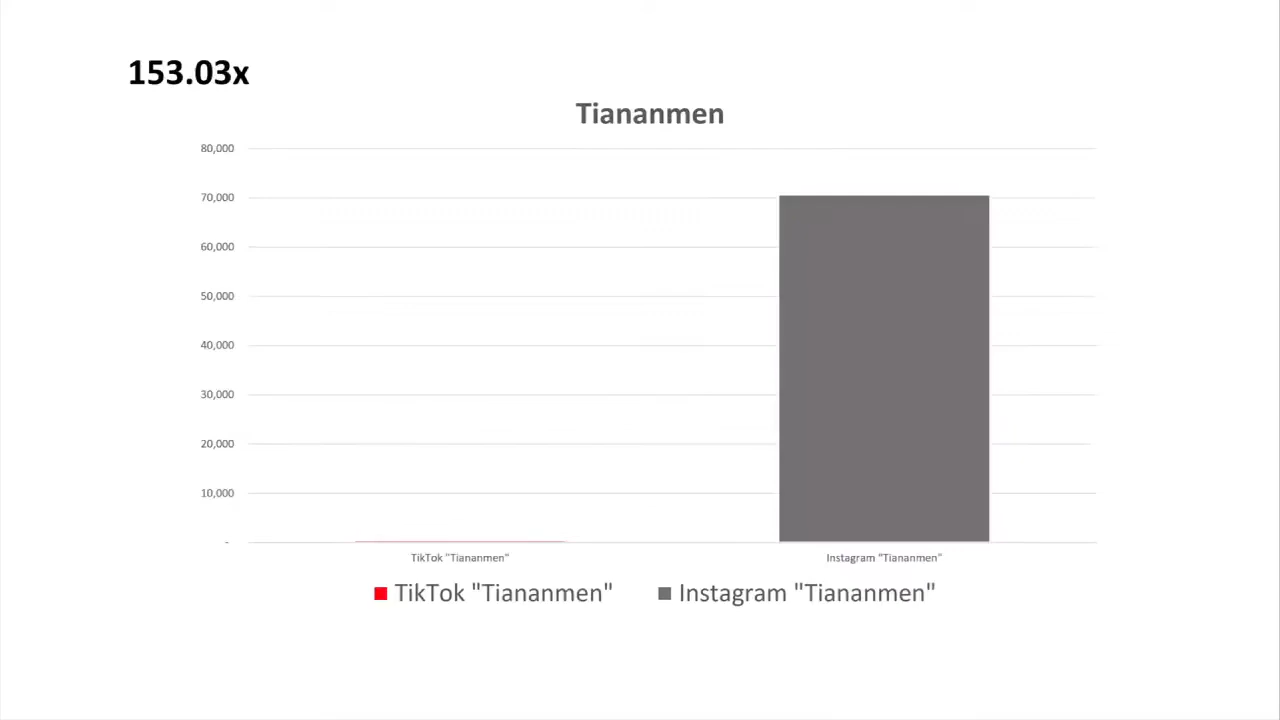 153.03x
Tiananmen
80,000
70,000
60,000
50,000
40,000
30,000
20,000
10,000
-
TikTok "Tiananmen" Instagram "Tiananmen"
TikTok "Tiananmen" Instagram "Tiananmen"